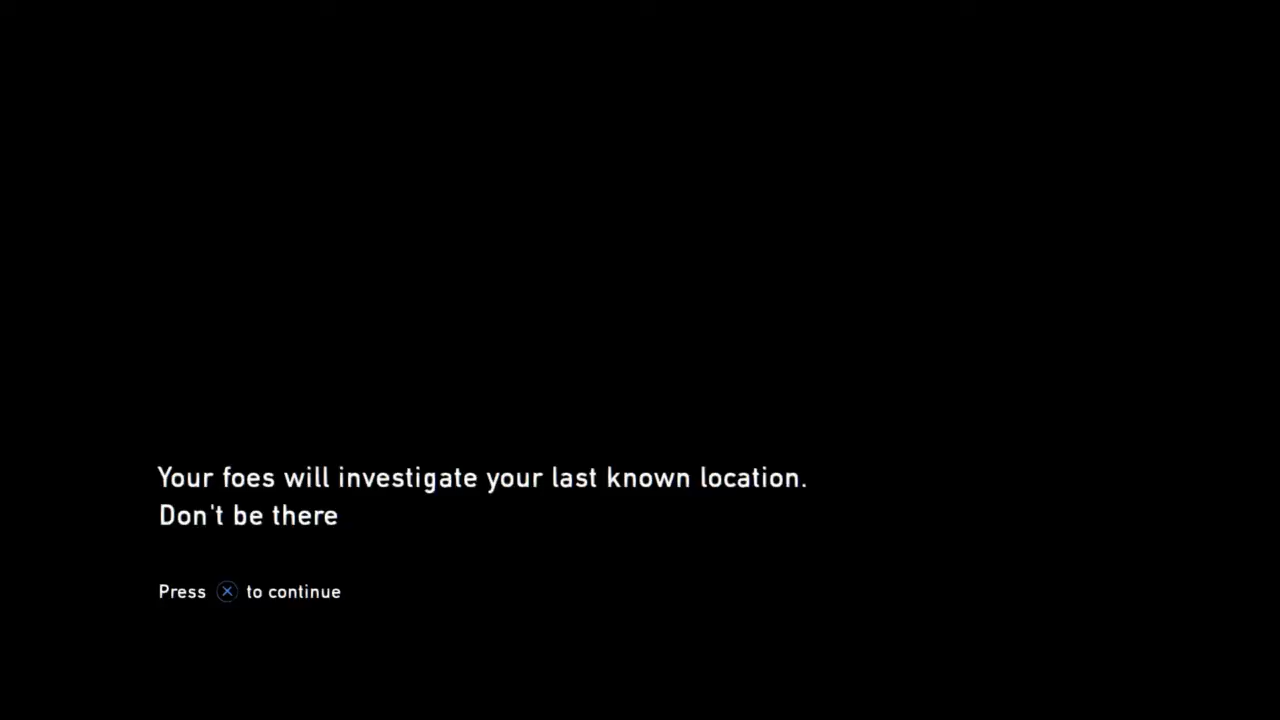 Your foes will investigate your last known location.
Don't be there
Press ⊗ to continue